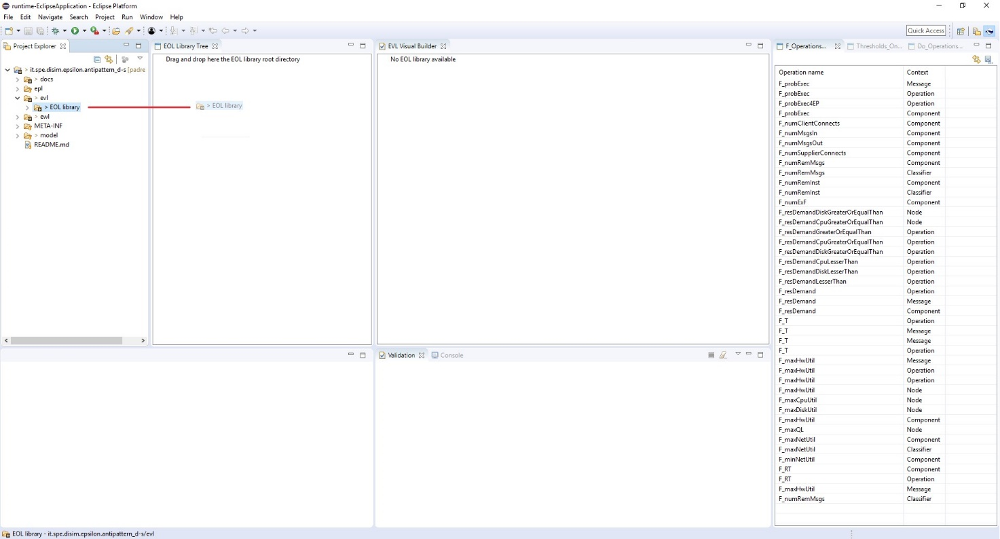 runtime-EclipseApplication - Eclipse Platform
File Edit Navigate Search Project Run Window Help
Quick Access
Project Explorer
> it.spe.disim.epsilon.antipattern_d-s [padre
> docs
epl
> evl
> EOL library
> ewl
META-INF
> model
README.md
EOL Library Tree
Drag and drop here the EOL library root directory
> EOL library
EVL Visual Builder
No EOL library available
Validation Console
F_Operations... Thresholds_On... Do_Operations...
Operation name Context
F_probExec Message
F_probExec Operation
F_probExec4EP Operation
F_probExec Component
F_numClientConnects Component
F_numMsgsIn Component
F_numMsgsOut Component
F_numSupplierConnects Component
F_numRemMsgs Component
F_numRemMsgs Classifier
F_numRemInst Component
F_numRemInst Classifier
F_numExF Component
F_resDemandDiskGreaterOrEqualThan Node
F_resDemandCpuGreaterOrEqualThan Node
F_resDemandGreaterOrEqualThan Operation
F_resDemandCpuGreaterOrEqualThan Operation
F_resDemandDiskGreaterOrEqualThan Operation
F_resDemandCpuLesserThan Operation
F_resDemandDiskLesserThan Operation
F_resDemandLesserThan Operation
F_resDemand Operation
F_resDemand Message
F_resDemand Component
F_T Operation
F_T Message
F_T Message
F_T Operation
F_maxHwUtil Message
F_maxHwUtil Operation
F_maxHwUtil Operation
F_maxHwUtil Node
F_maxCpuUtil Node
F_maxDiskUtil Node
F_maxHwUtil Component
F_maxQL Node
F_maxNetUtil Component
F_maxNetUtil Classifier
F_minNetUtil Component
F_RT Component
F_RT Operation
F_maxHwUtil Message
F_numRemMsgs Classifier
EOL library - it.spe.disim.epsilon.antipattern_d-s/evl